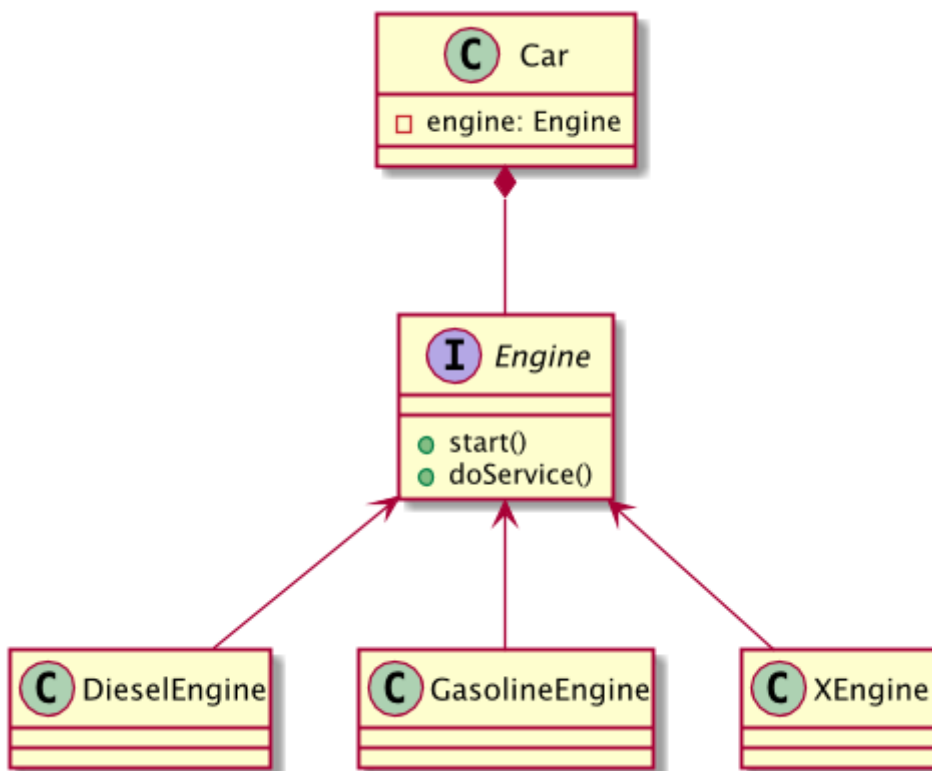 C Car
engine: Engine
I Engine
start()
doService()
C DieselEngine
C GasolineEngine
C XEngine